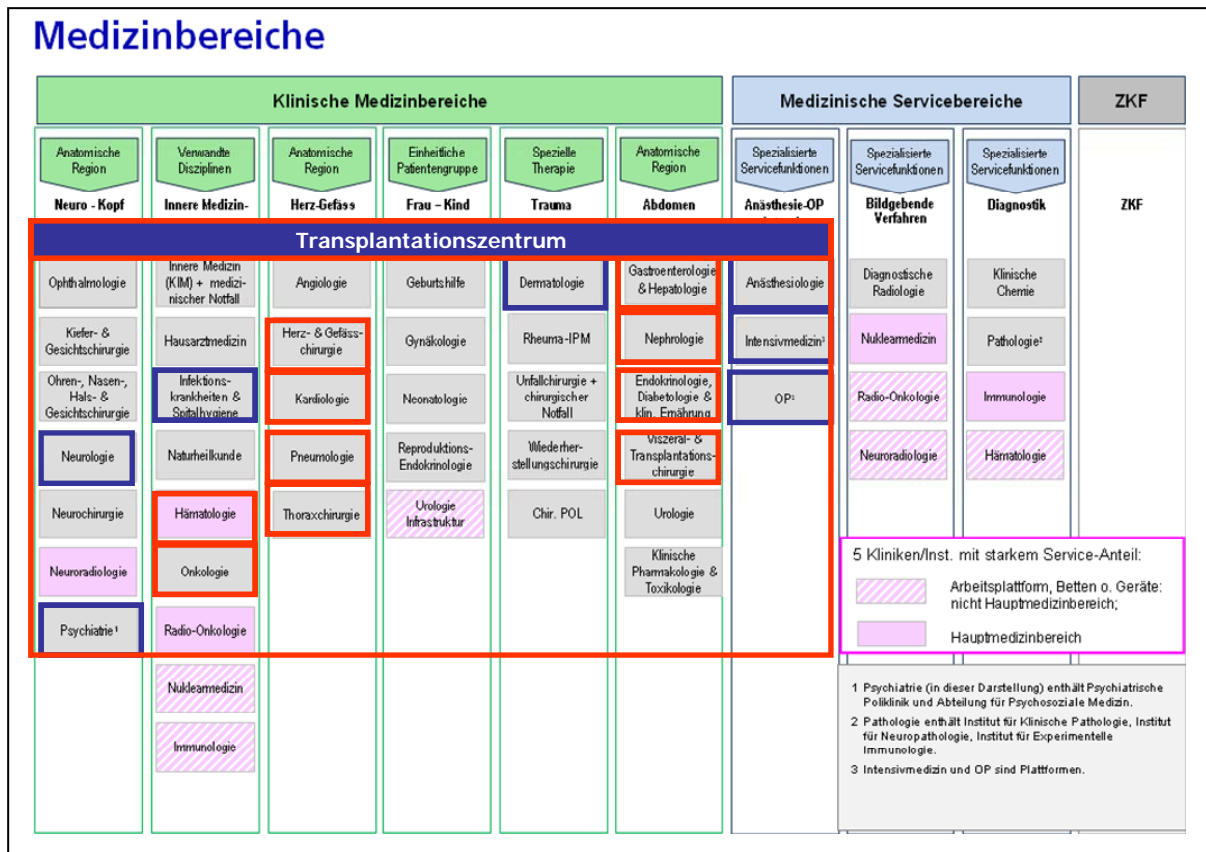 Medizinbereiche
Klinische Medizinbereiche
Medizinische Servicebereiche
ZKF
Anatomische
Region
Neuro - Kopf
Verwandte
Disziplinen
Innere Medizin-
Anatomische
Region
Herz-Gefäss
Einheitliche
Patientengruppe
Frau – Kind
Spezielle
Therapie
Trauma
Anatomische
Region
Abdomen
Spezialisierte
Servicefunktionen
Anästhesie-OP
Spezialisierte
Servicefunktionen
Bildgebende
Verfahren
Spezialisierte
Servicefunktionen
Diagnostik
ZKF
Transplantationszentrum
Ophthalmologie
Kiefer- &
Gesichtschirurgie
Ohren-, Nasen-,
Hals- &
Gesichtschirurgie
Neurologie
Neurochirurgie
Neuroradiologie
Psychiatrie¹
Innere Medizin
(KIM) + medizi-
nischer Notfall
Hausarztmedizin
Infektions-
krankheiten &
Spitalhygiene
Naturheilkunde
Hämatologie
Onkologie
Radio-Onkologie
Nuklearmedizin
Immunologie
Angiologie
Herz- & Gefäss-
chirurgie
Kardiologie
Pneumologie
Thoraxchirurgie
Geburtshilfe
Gynäkologie
Neonatologie
Reproduktions-
Endokrinologie
Urologie
Infrastruktur
Dermatologie
Rheuma-IPM
Unfallchirurgie +
chirurgischer
Notfall
Wiederher-
stellungschirurgie
Chir. POL
Gastroenterologie
& Hepatologie
Nephrologie
Endokrinologie,
Diabetologie &
klin. Ernährung
Viszeral- &
Transplantations-
chirurgie
Urologie
Klinische
Pharmakologie &
Toxikologie
Anästhesiologie
Intensivmedizin³
OP³
Diagnostische
Radiologie
Nuklearmedizin
Radio-Onkologie
Neuroradiologie
Klinische
Chemie
Pathologie²
Immunologie
Hämatologie
5 Kliniken/Inst. mit starkem Service-Anteil:
Arbeitsplattform, Betten o. Geräte:
nicht Hauptmedizinbereich;
Hauptmedizinbereich
1 Psychiatrie (in dieser Darstellung) enthält Psychiatrische
Poliklinik und Abteilung für Psychosoziale Medizin.
2 Pathologie enthält Institut für Klinische Pathologie, Institut
für Neuropathologie, Institut für Experimentelle
Immunologie.
3 Intensivmedizin und OP sind Plattformen.